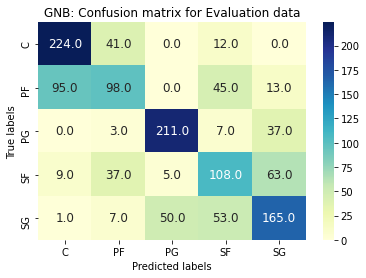 GNB: Confusion matrix for Evaluation data
C 224.0 41.0 0.0 12.0 0.0
PF 95.0 98.0 0.0 45.0 13.0
PG 0.0 3.0 211.0 7.0 37.0
SF 9.0 37.0 5.0 108.0 63.0
SG 1.0 7.0 50.0 53.0 165.0
C PF PG SF SG
True labels
Predicted labels
200
175
150
125
100
75
50
25
0